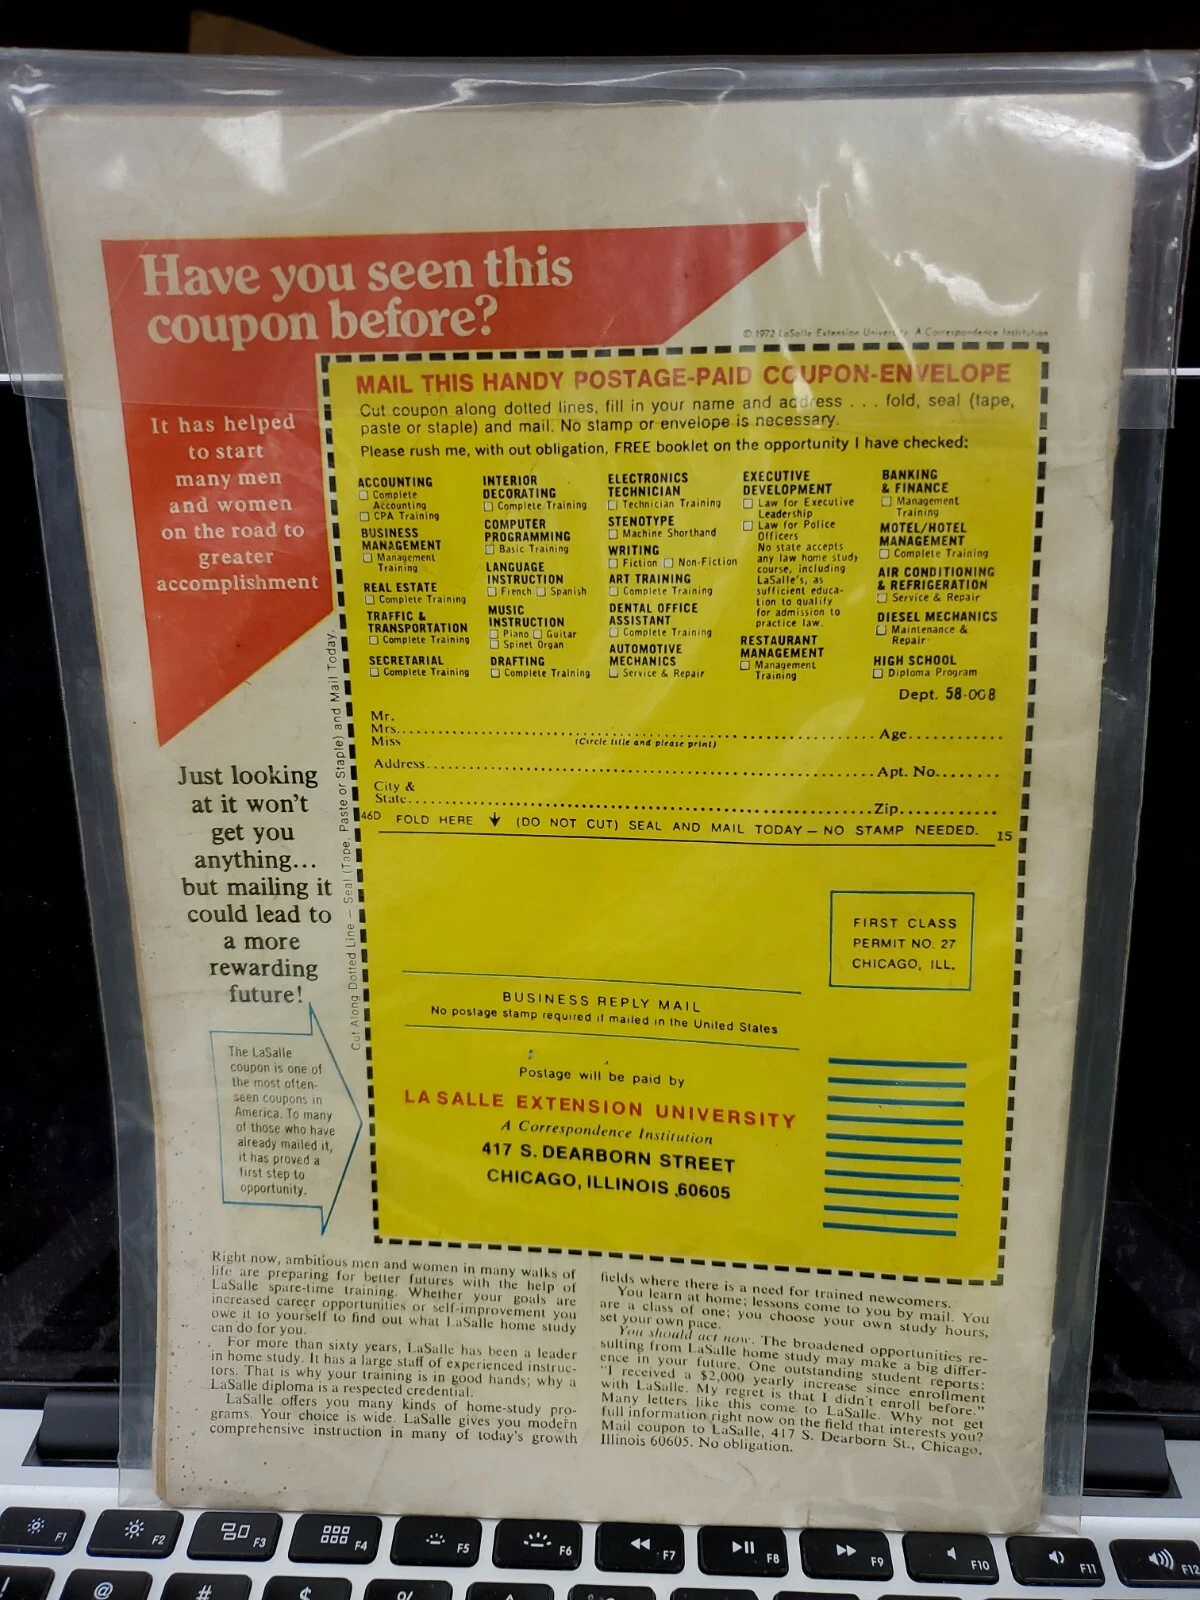 Have you seen this
coupon before?
© 1972 LaSalle Extension University A Correspondence Institution
It has helped
to start
many men
and women
on the road to
greater
accomplishment
MAIL THIS HANDY POSTAGE-PAID COUPON-ENVELOPE
Cut coupon along dotted lines, fill in your name and address . . . fold, seal (tape,
paste or staple) and mail. No stamp or envelope is necessary.
Please rush me, with out obligation, FREE booklet on the opportunity I have checked:
ACCOUNTING
Complete
Accounting
CPA Training
BUSINESS
MANAGEMENT
Management
Training
REAL ESTATE
Complete Training
TRAFFIC &
TRANSPORTATION
Complete Training
SECRETARIAL
Complete Training
INTERIOR
DECORATING
Complete Training
COMPUTER
PROGRAMMING
Basic Training
LANGUAGE
INSTRUCTION
French Spanish
MUSIC
INSTRUCTION
Piano Guitar
Spinet Organ
DRAFTING
Complete Training
ELECTRONICS
TECHNICIAN
Technician Training
STENOTYPE
Machine Shorthand
WRITING
Fiction Non-Fiction
ART TRAINING
Complete Training
DENTAL OFFICE
ASSISTANT
Complete Training
AUTOMOTIVE
MECHANICS
Service & Repair
EXECUTIVE
DEVELOPMENT
Law for Executive
Leadership
Law for Police
Officers
No state accepts
any law home study
course, including
LaSalle's, as
sufficient educa-
tion to qualify
for admission to
practice law.
RESTAURANT
MANAGEMENT
Management
Training
BANKING
& FINANCE
Management
Training
MOTEL/HOTEL
MANAGEMENT
Complete Training
AIR CONDITIONING
& REFRIGERATION
Service & Repair
DIESEL MECHANICS
Maintenance &
Repair
HIGH SCHOOL
Diploma Program
Dept. 58-008
Mr.
Mrs. Age
Miss (Circle title and please print)
Address Apt. No.
City &
State Zip
46D FOLD HERE (DO NOT CUT) SEAL AND MAIL TODAY — NO STAMP NEEDED. 15
Cut Along Dotted Line — Seal (Tape, Paste or Staple) and Mail Today.
Just looking
at it won't
get you
anything...
but mailing it
could lead to
a more
rewarding
future!
FIRST CLASS
PERMIT NO. 27
CHICAGO, ILL.
BUSINESS REPLY MAIL
No postage stamp required if mailed in the United States
Postage will be paid by
LA SALLE EXTENSION UNIVERSITY
A Correspondence Institution
417 S. DEARBORN STREET
CHICAGO, ILLINOIS 60605
The LaSalle
coupon is one of
the most often-
seen coupons in
America. To many
of those who have
already mailed it,
it has proved a
first step to
opportunity.
Right now, ambitious men and women in many walks of
life are preparing for better futures with the help of
LaSalle spare-time training. Whether your goals are
increased career opportunities or self-improvement you
owe it to yourself to find out what LaSalle home study
can do for you.
For more than sixty years, LaSalle has been a leader
in home study. It has a large staff of experienced instruc-
tors. That is why your training is in good hands; why a
LaSalle diploma is a respected credential.
LaSalle offers you many kinds of home-study pro-
grams. Your choice is wide. LaSalle gives you modern
comprehensive instruction in many of today's growth
fields where there is a need for trained newcomers.
You learn at home; lessons come to you by mail. You
are a class of one; you choose your own study hours,
set your own pace.
You should act now. The broadened opportunities re-
sulting from LaSalle home study may make a big differ-
ence in your future. One outstanding student reports:
"I received a $2,000 yearly increase since enrollment
with LaSalle. My regret is that I didn't enroll before."
Many letters like this come to LaSalle. Why not get
full information right now on the field that interests you?
Mail coupon to LaSalle, 417 S. Dearborn St., Chicago,
Illinois 60605. No obligation.
F1 F2 F3 F4 F5 F6 F7 F8 F9 F10 F11 F12
! @ # $ %